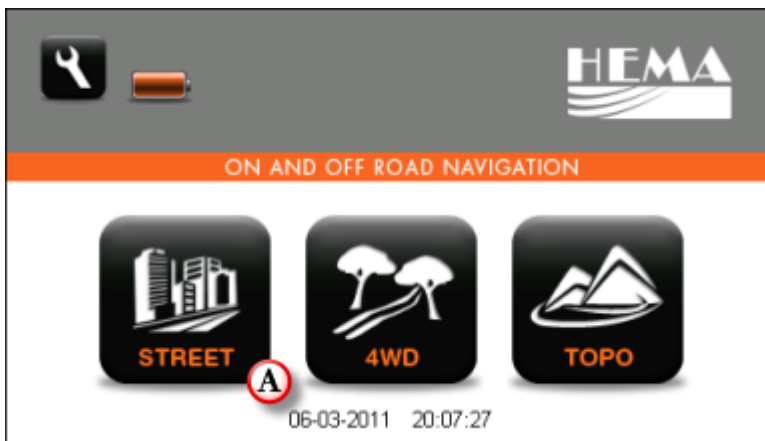 HEMA
ON AND OFF ROAD NAVIGATION
STREET 4WD TOPO
A
06-03-2011 20:07:27